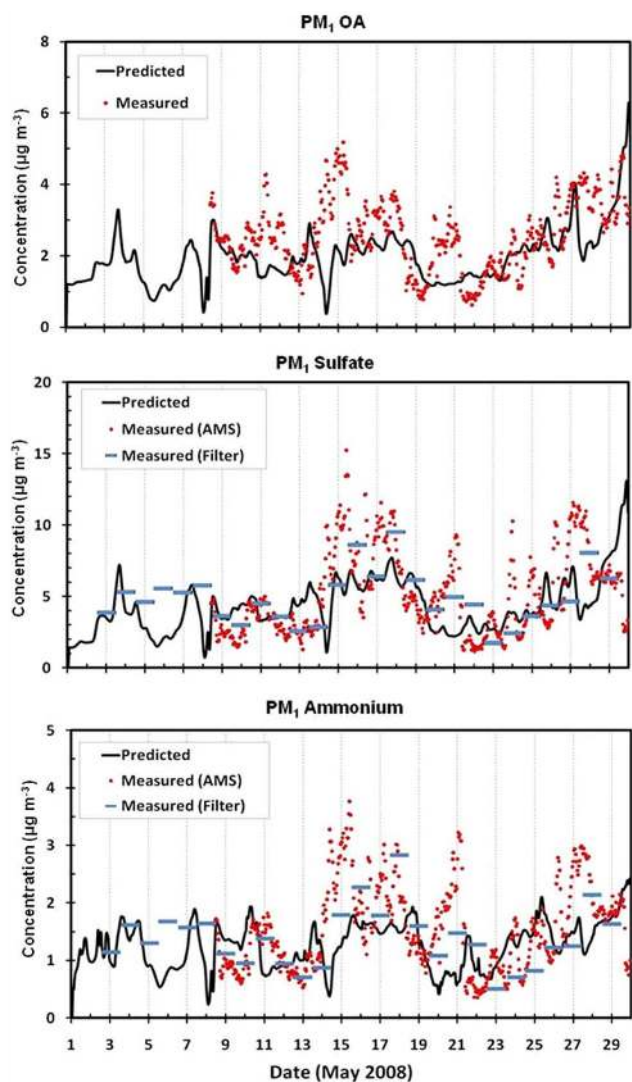 PM₁ OA
8
6
4
2
0
Concentration (µg m⁻³)
Predicted
Measured
PM₁ Sulfate
20
15
10
5
0
Concentration (µg m⁻³)
Predicted
Measured (AMS)
Measured (Filter)
PM₁ Ammonium
5
4
3
2
1
0
Concentration (µg m⁻³)
Predicted
Measured (AMS)
Measured (Filter)
1 3 5 7 9 11 13 15 17 19 21 23 25 27 29
Date (May 2008)